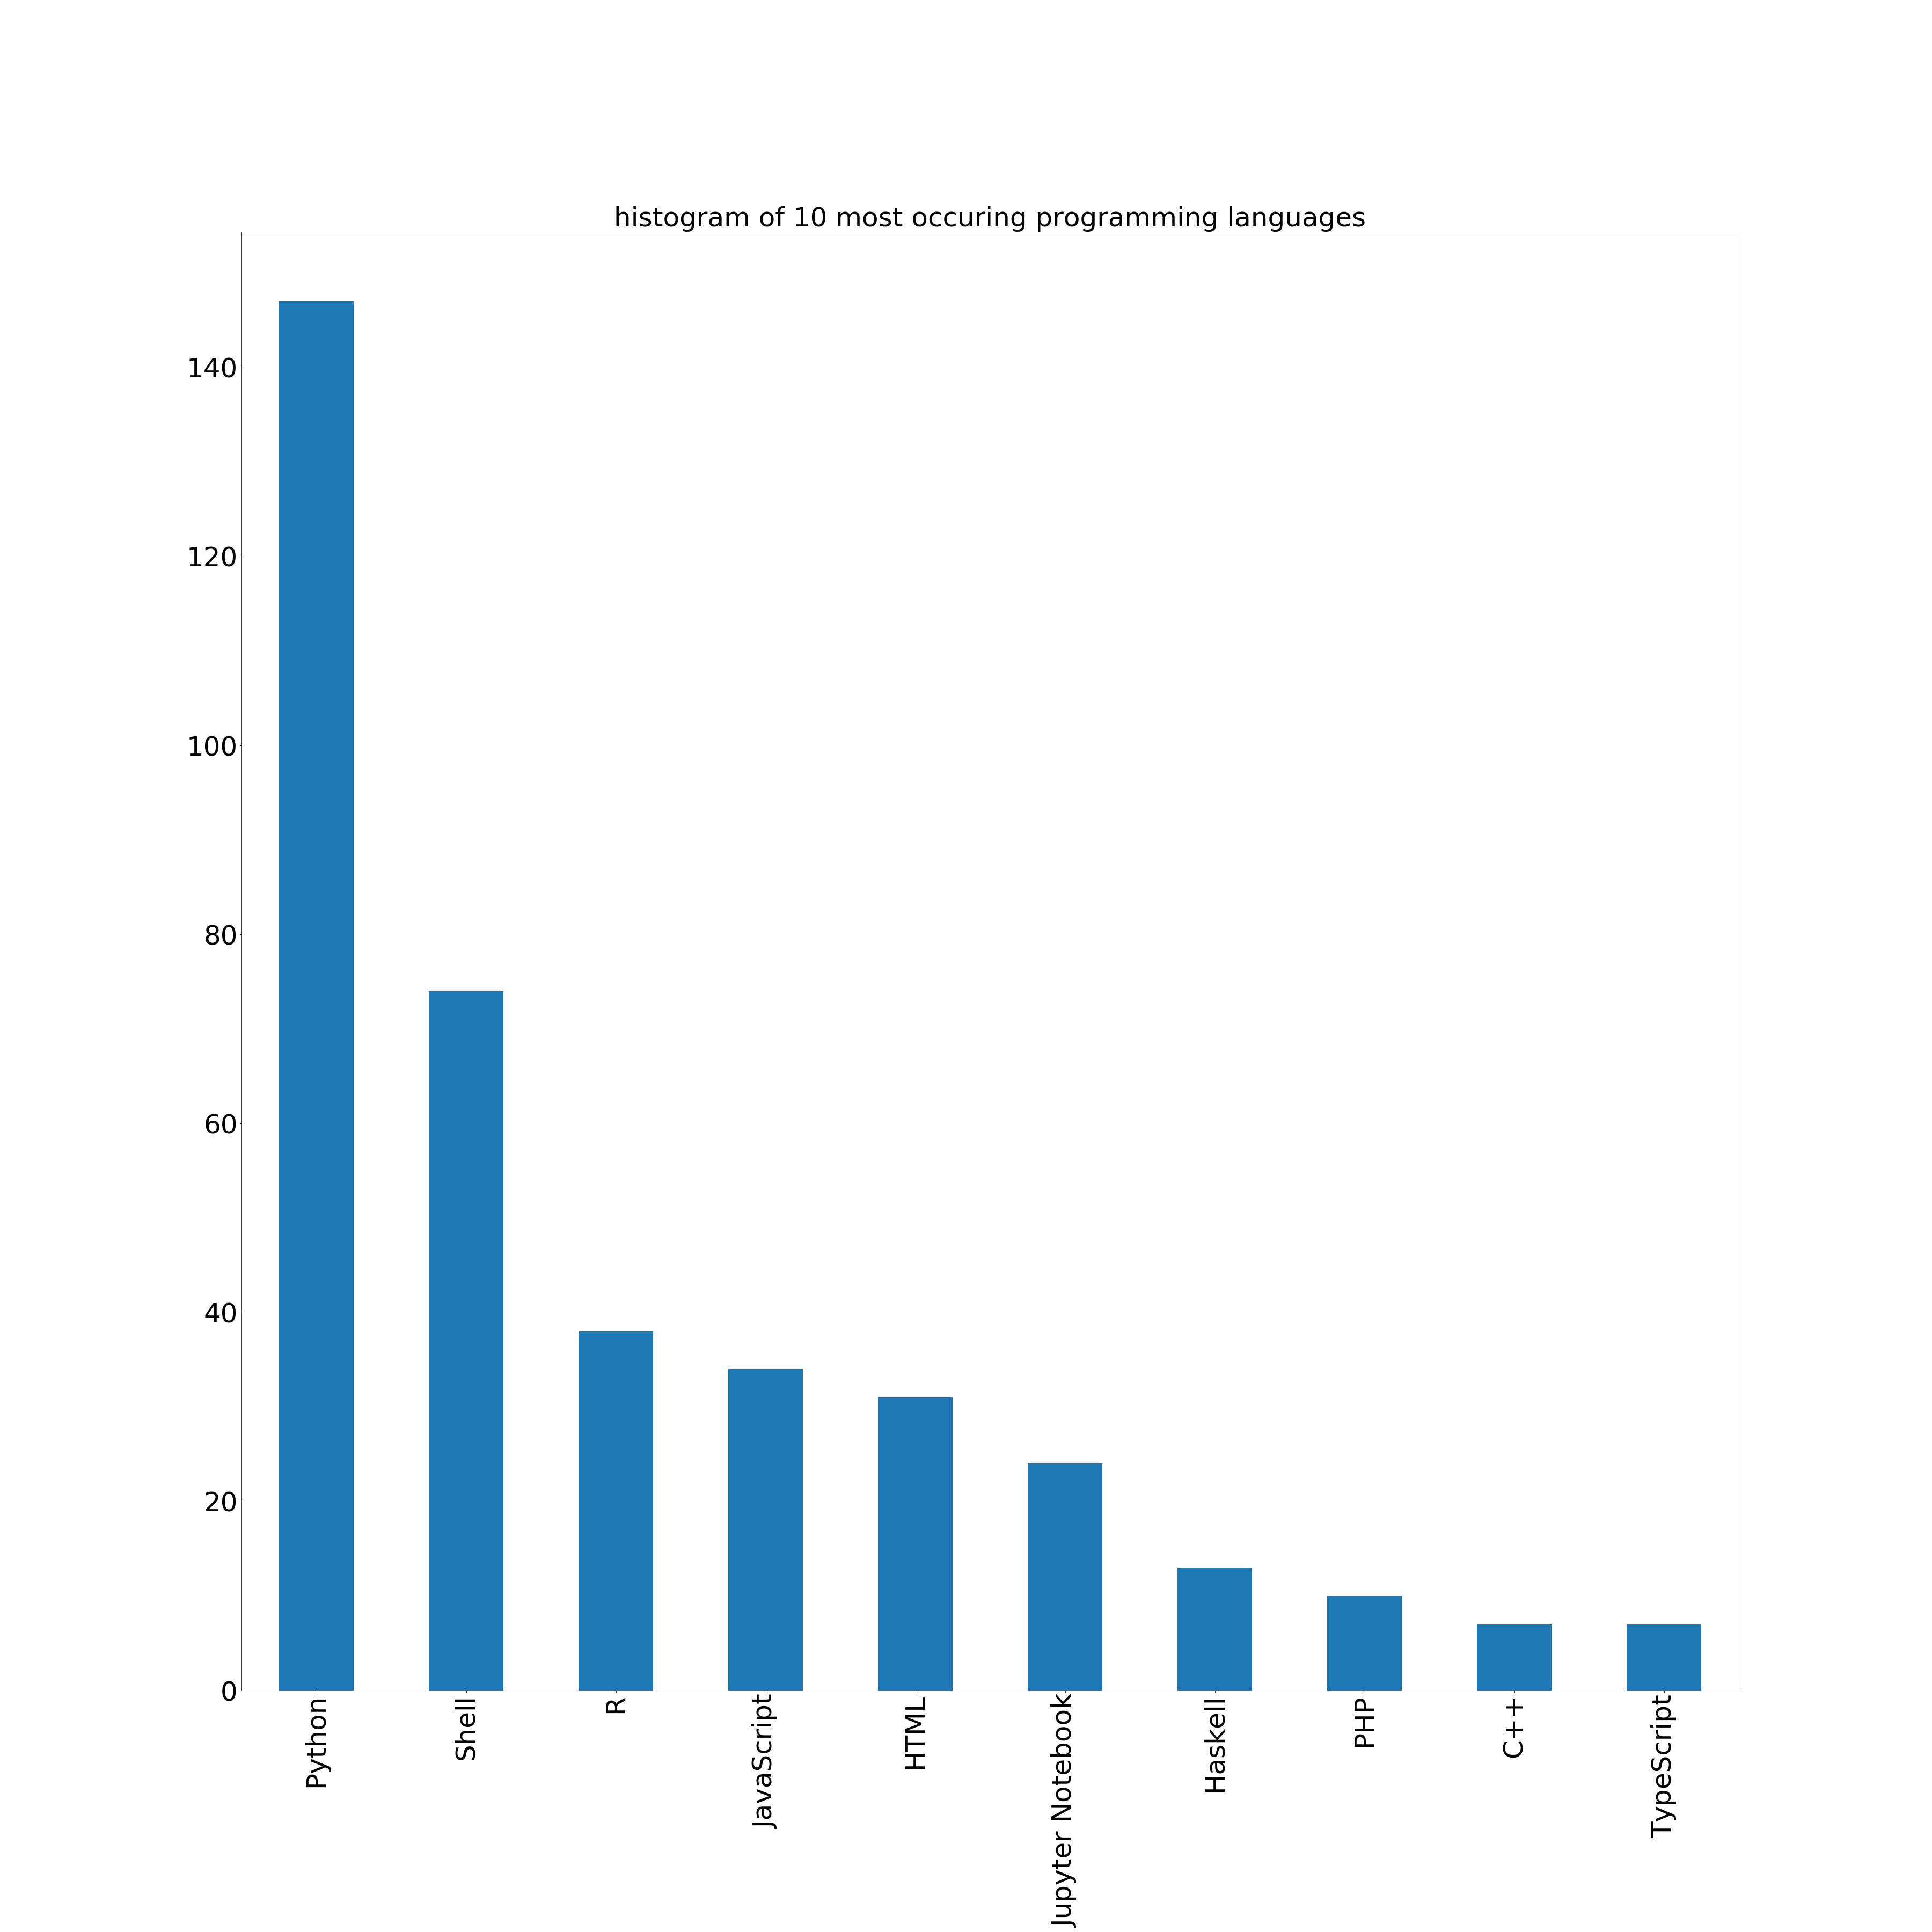 histogram of 10 most occuring programming languages
140
120
100
80
60
40
20
0
Python
Shell
R
JavaScript
HTML
Jupyter Notebook
Haskell
PHP
C++
TypeScript